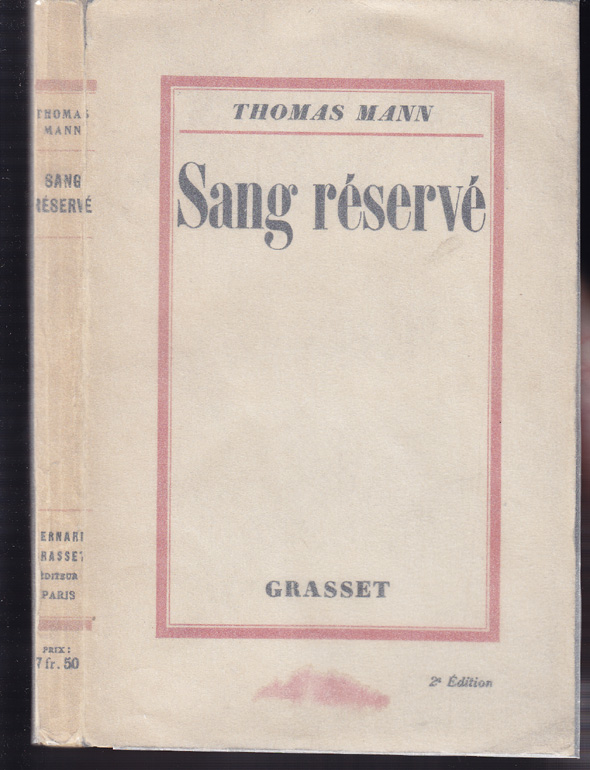 THOMAS
MANN
SANG
RÉSERVÉ
ERNARD
RASSET
ÉDITEUR
PARIS
PRIX :
7 fr. 50
THOMAS MANN
Sang réservé
GRASSET
2e Édition